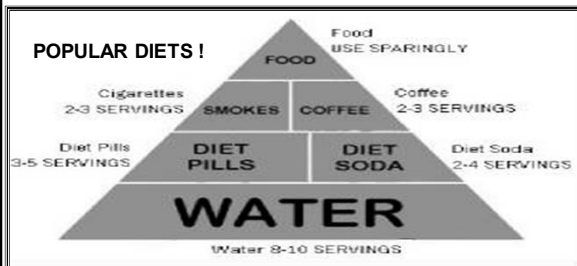 POPULAR DIETS !
Food
USE SPARINGLY
FOOD
Cigarettes
2-3 SERVINGS
SMOKES
COFFEE
Coffee
2-3 SERVINGS
Diet Pills
3-5 SERVINGS
DIET
PILLS
DIET
SODA
Diet Soda
2-4 SERVINGS
WATER
Water 8-10 SERVINGS